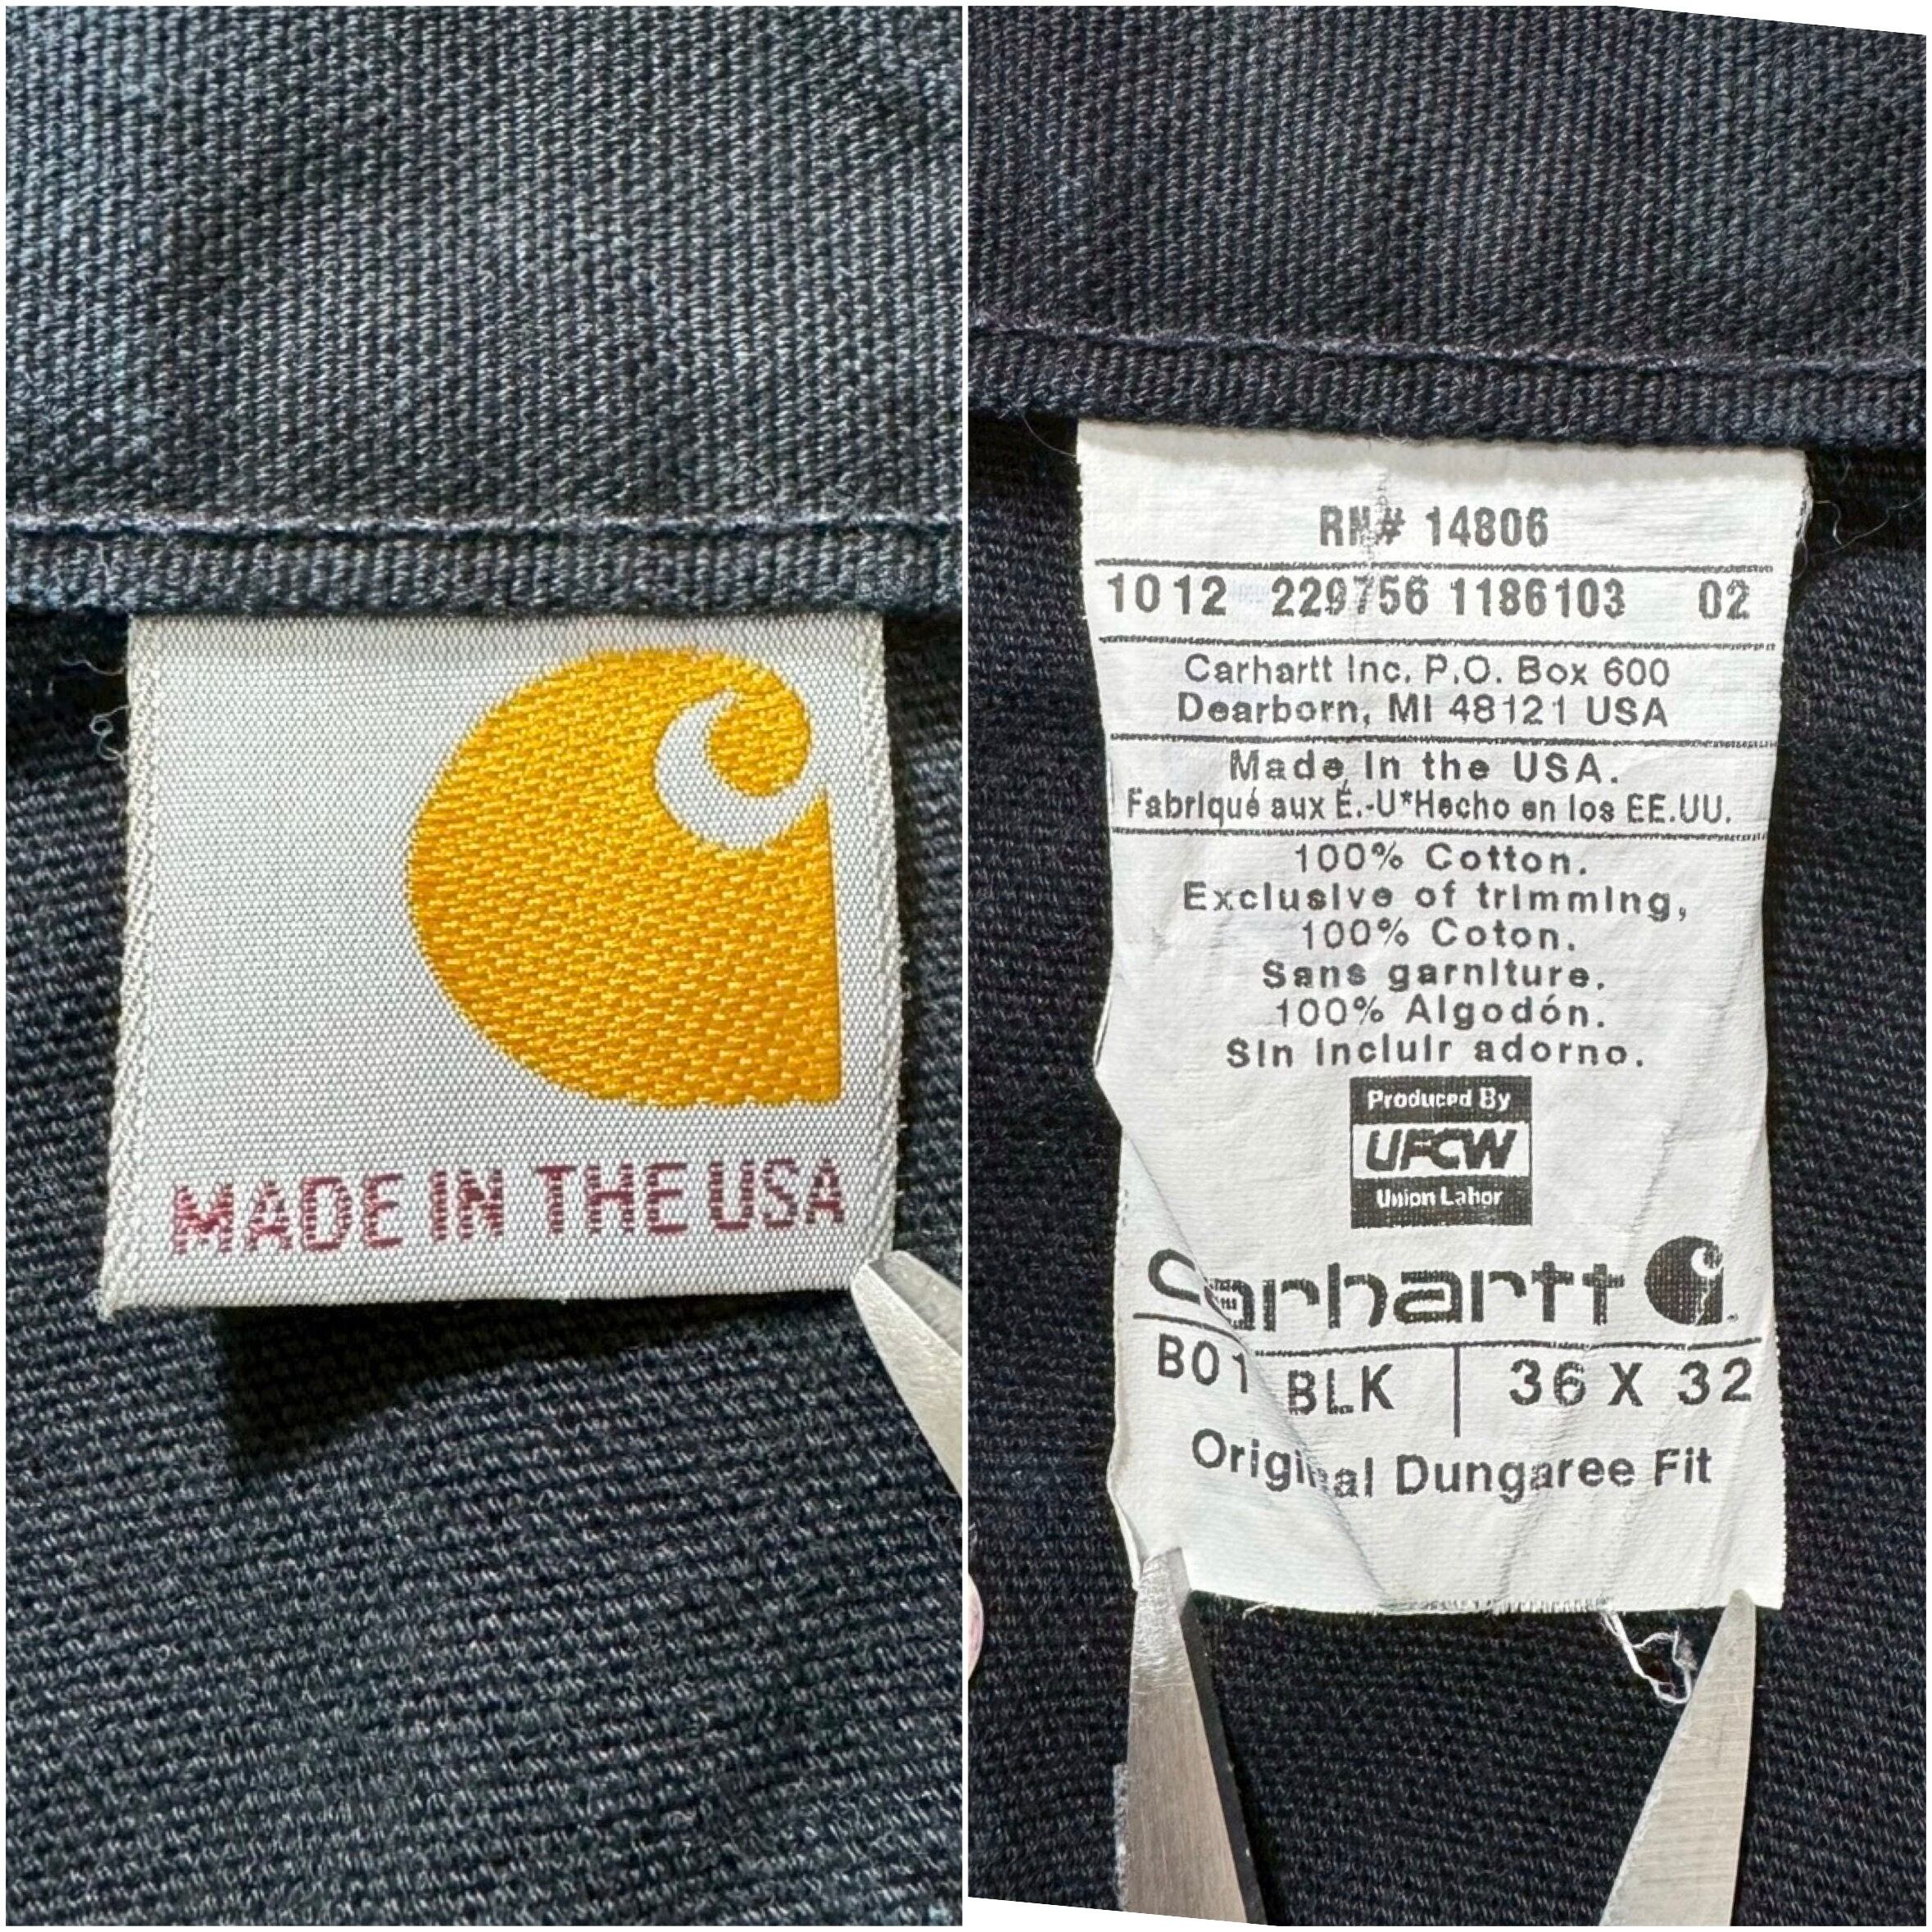 MADE IN THE USA
RN# 14806
1012 229756 1186103 02
Carhartt Inc. P.O. Box 600
Dearborn, MI 48121 USA
Made In the USA.
Fabriqué aux É.-U*Hecho en los EE.UU.
100% Cotton.
Exclusive of trimming,
100% Coton.
Sans garniture.
100% Algodón.
Sin incluir adorno.
Produced By
UFCW
Union Labor
carhartt
B01 BLK | 36 X 32
Original Dungaree Fit